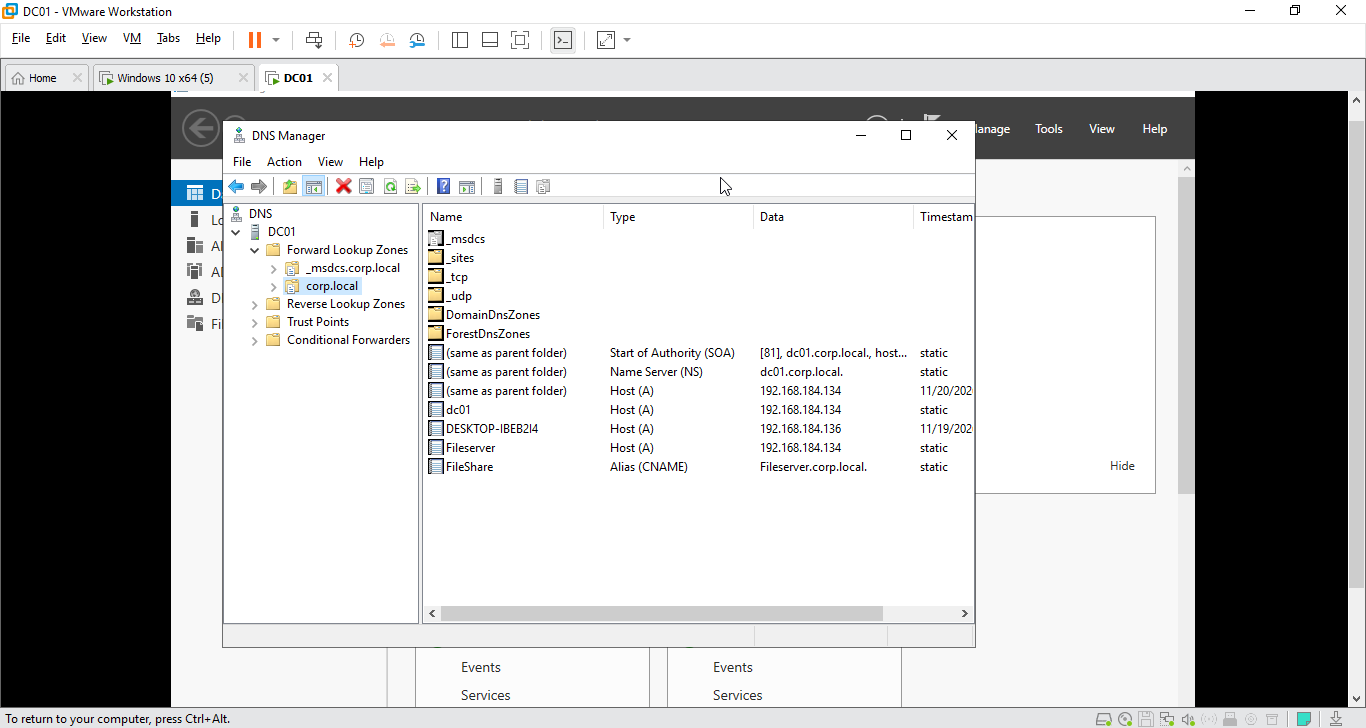 DC01 - VMware Workstation
File Edit View VM Tabs Help
Home Windows 10 x64 (5) DC01
Manage Tools View Help
DNS Manager
File Action View Help
DNS
DC01
Forward Lookup Zones
_msdcs.corp.local
corp.local
Reverse Lookup Zones
Trust Points
Conditional Forwarders
Name Type Data Timestam
_msdcs
_sites
_tcp
_udp
DomainDnsZones
ForestDnsZones
(same as parent folder) Start of Authority (SOA) [81], dc01.corp.local., host... static
(same as parent folder) Name Server (NS) dc01.corp.local. static
(same as parent folder) Host (A) 192.168.184.134 11/20/202
dc01 Host (A) 192.168.184.134 static
DESKTOP-IBEB2I4 Host (A) 192.168.184.136 11/19/202
Fileserver Host (A) 192.168.184.134 static
FileShare Alias (CNAME) Fileserver.corp.local. static
Hide
Events
Services
Events
Services
To return to your computer, press Ctrl+Alt.